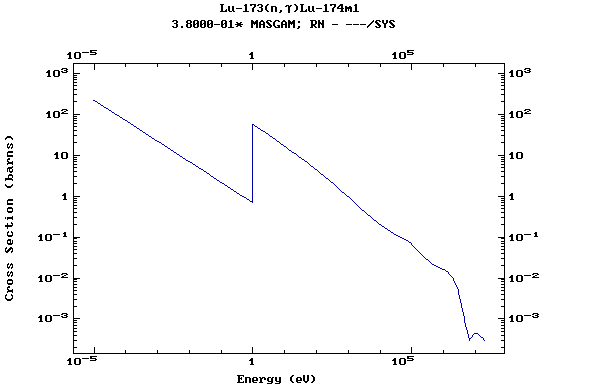 Lu-173(n,γ)Lu-174m1
3.8000-01* MASGAM; RN - ---/SYS
10⁻⁵ 1 10⁵
10³ 10³
10² 10²
10 10
1 1
10⁻¹ 10⁻¹
10⁻² 10⁻²
10⁻³ 10⁻³
10⁻⁵ 1 10⁵
Cross Section (barns)
Energy (eV)